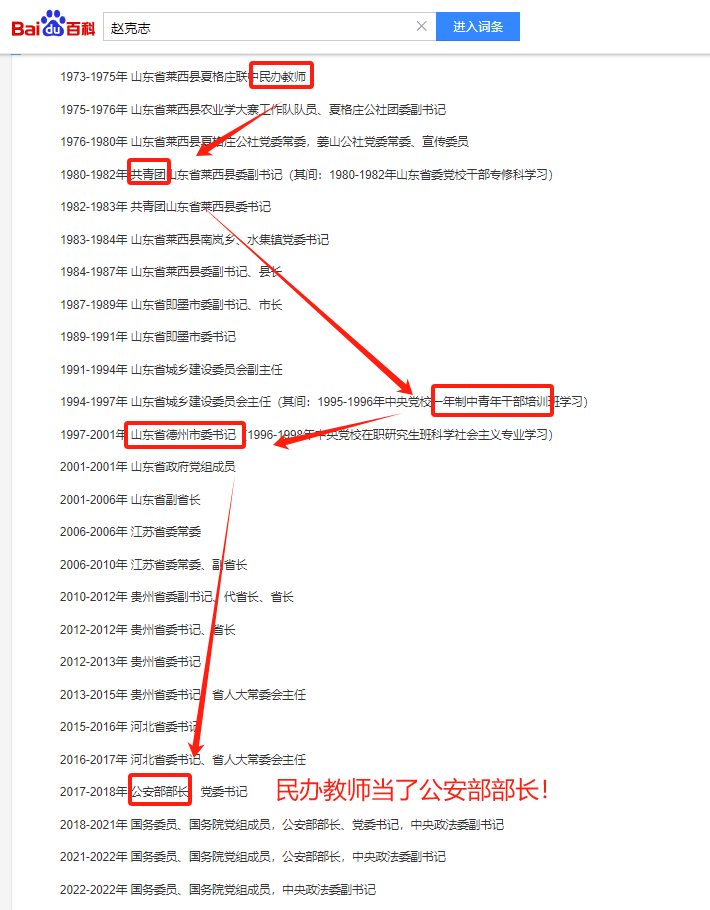 Bai du 百科
赵克志
进入词条
1973-1975年 山东省莱西县夏格庄联中民办教师
1975-1976年 山东省莱西县农业学大寨工作队队员、夏格庄公社团委副书记
1976-1980年 山东省莱西县夏格庄公社党委常委，姜山公社党委常委、宣传委员
1980-1982年 共青团山东省莱西县委副书记（其间：1980-1982年山东省委党校干部专修科学习）
1982-1983年 共青团山东省莱西县委书记
1983-1984年 山东省莱西县南岚乡、水集镇党委书记
1984-1987年 山东省莱西县委副书记、县长
1987-1989年 山东省即墨市委副书记、市长
1989-1991年 山东省即墨市委书记
1991-1994年 山东省城乡建设委员会副主任
1994-1997年 山东省城乡建设委员会主任（其间：1995-1996年中央党校一年制中青年干部培训班学习）
1997-2001年 山东省德州市委书记（1996-1998年中央党校在职研究生班科学社会主义专业学习）
2001-2001年 山东省政府党组成员
2001-2006年 山东省副省长
2006-2006年 江苏省委常委
2006-2010年 江苏省委常委、副省长
2010-2012年 贵州省委副书记、代省长、省长
2012-2012年 贵州省委书记、省长
2012-2013年 贵州省委书记
2013-2015年 贵州省委书记、省人大常委会主任
2015-2016年 河北省委书记
2016-2017年 河北省委书记、省人大常委会主任
2017-2018年 公安部部长、党委书记
民办教师当了公安部部长！
2018-2021年 国务委员、国务院党组成员，公安部部长、党委书记，中央政法委副书记
2021-2022年 国务委员、国务院党组成员，公安部部长，中央政法委副书记
2022-2022年 国务委员、国务院党组成员，中央政法委副书记